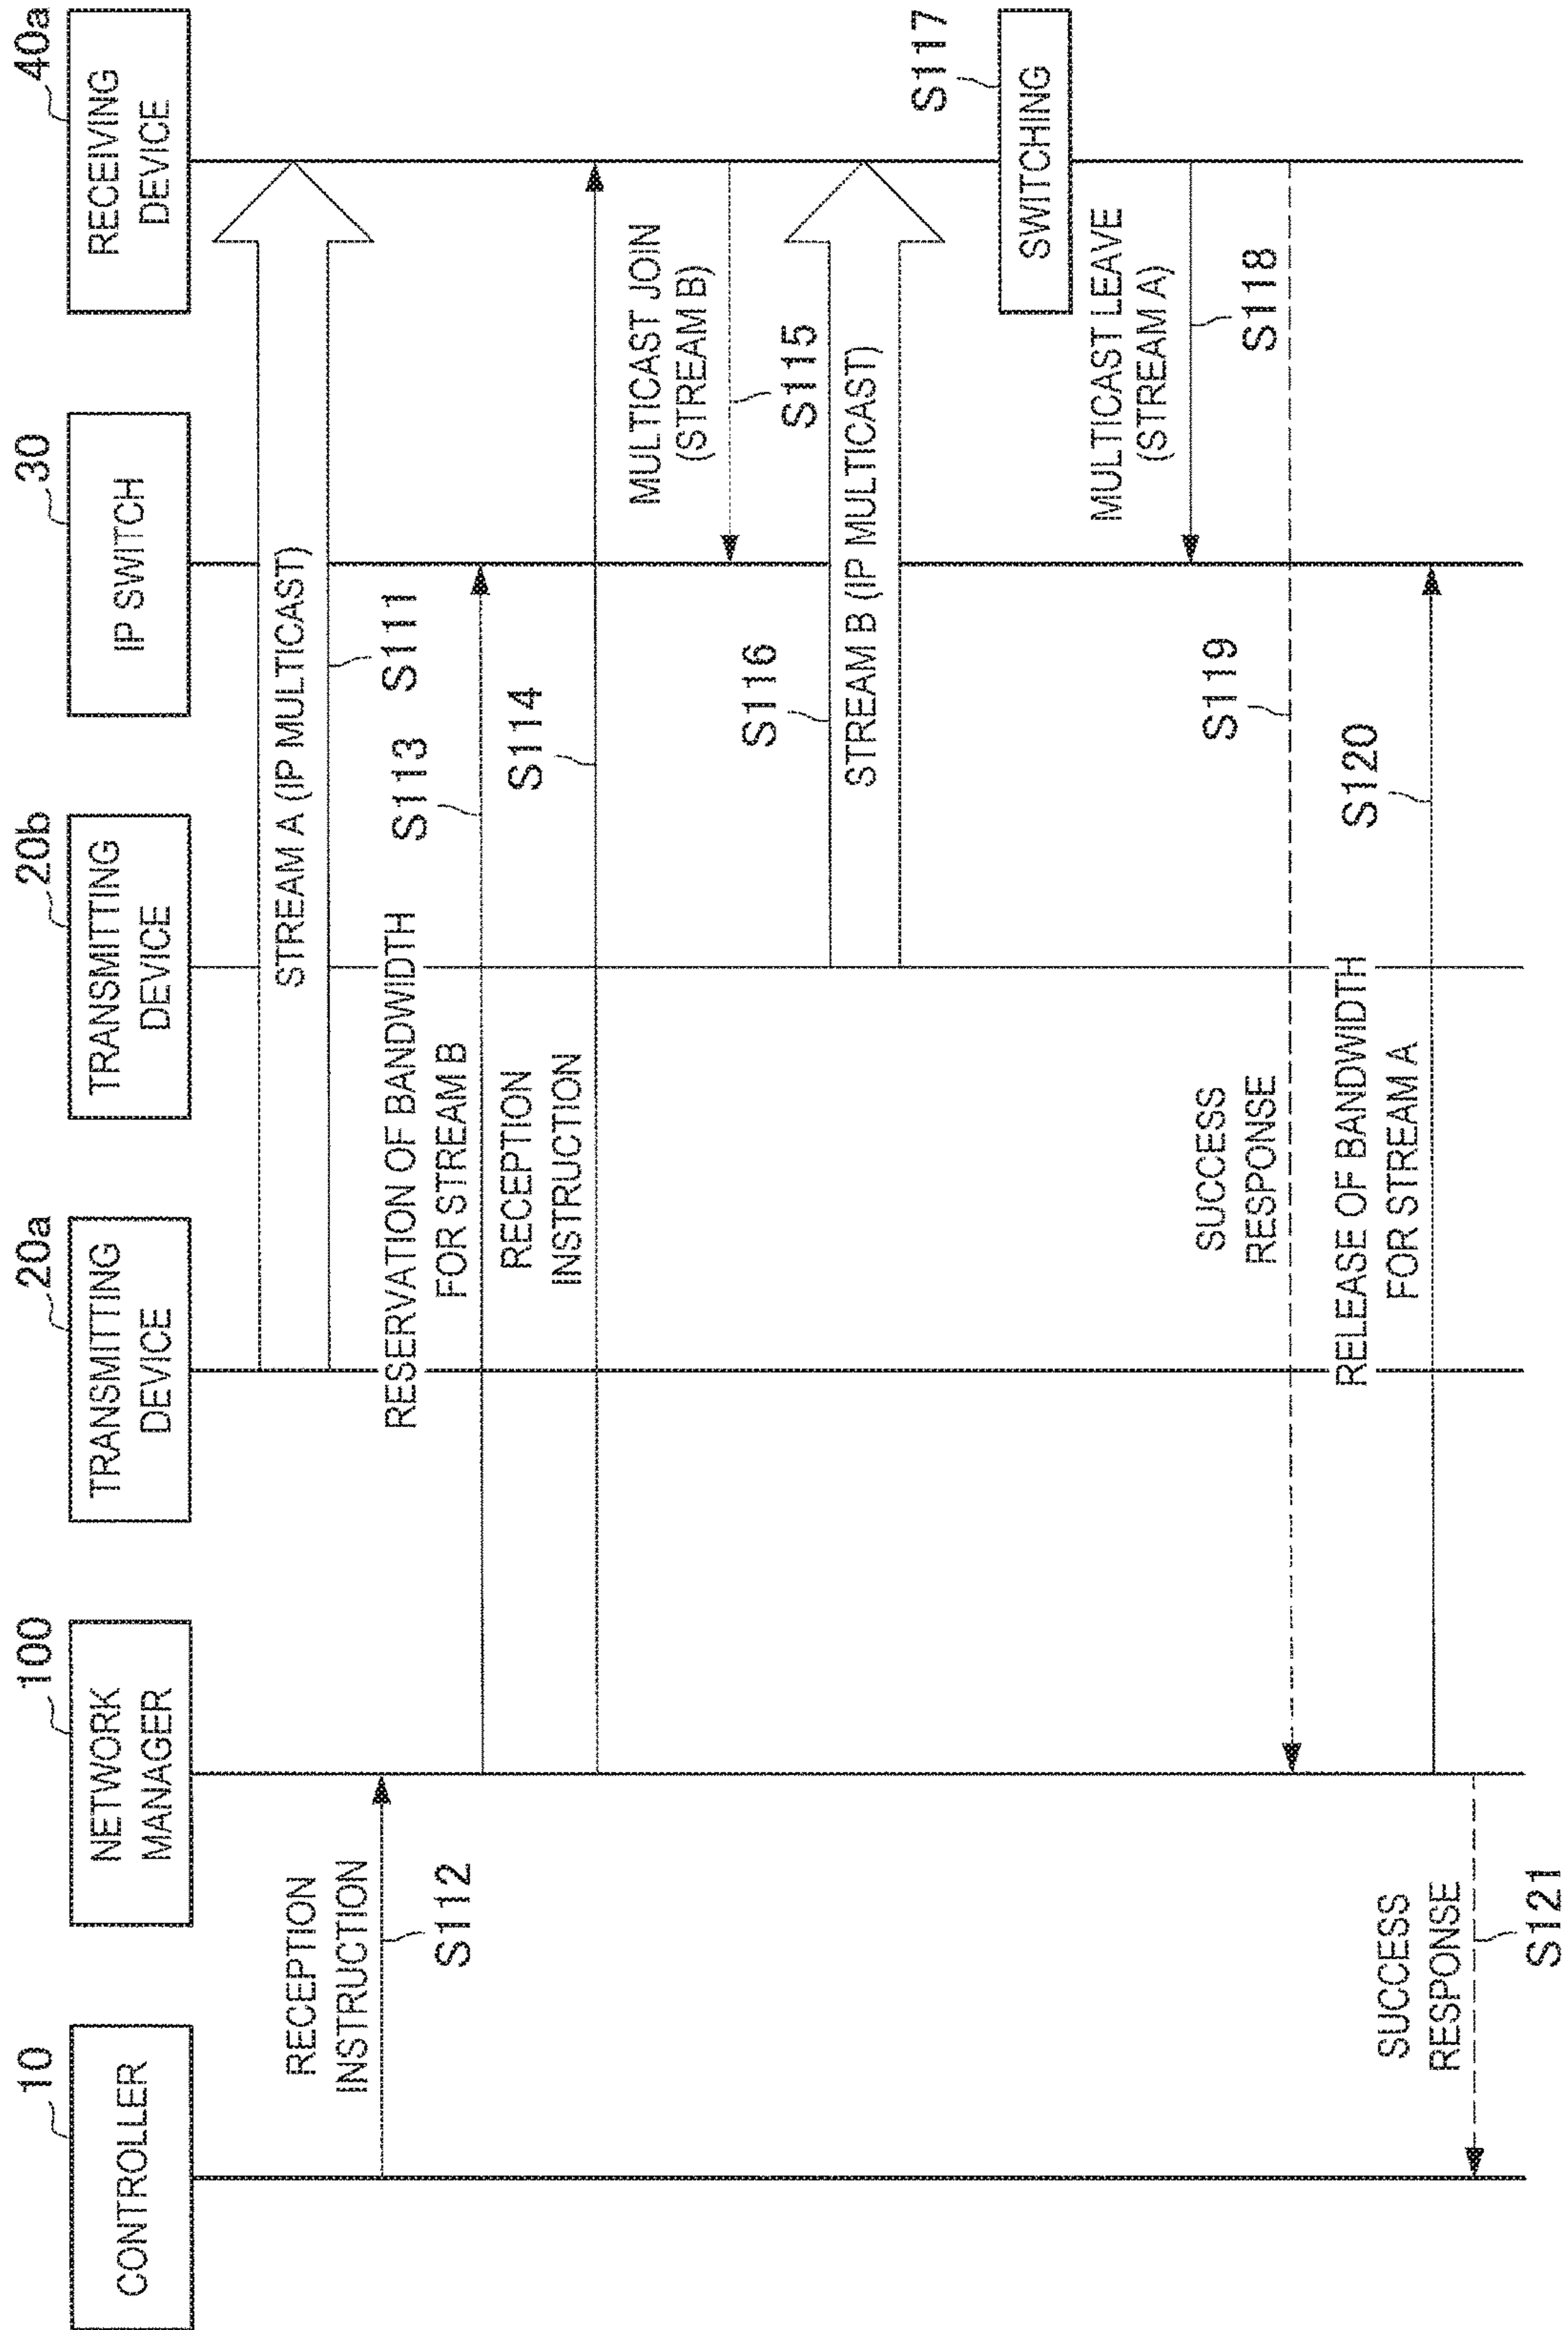 10
CONTROLLER
100
NETWORK
MANAGER
20a
TRANSMITTING
DEVICE
20b
TRANSMITTING
DEVICE
30
IP SWITCH
40a
RECEIVING
DEVICE
STREAM A (IP MULTICAST)
S111
RECEPTION
INSTRUCTION
S112
RESERVATION OF BANDWIDTH
FOR STREAM B
S113
RECEPTION
INSTRUCTION
S114
MULTICAST JOIN
(STREAM B)
S115
S116
STREAM B (IP MULTICAST)
S117
SWITCHING
MULTICAST LEAVE
(STREAM A)
S118
SUCCESS
RESPONSE
S119
RELEASE OF BANDWIDTH
FOR STREAM A
S120
SUCCESS
RESPONSE
S121